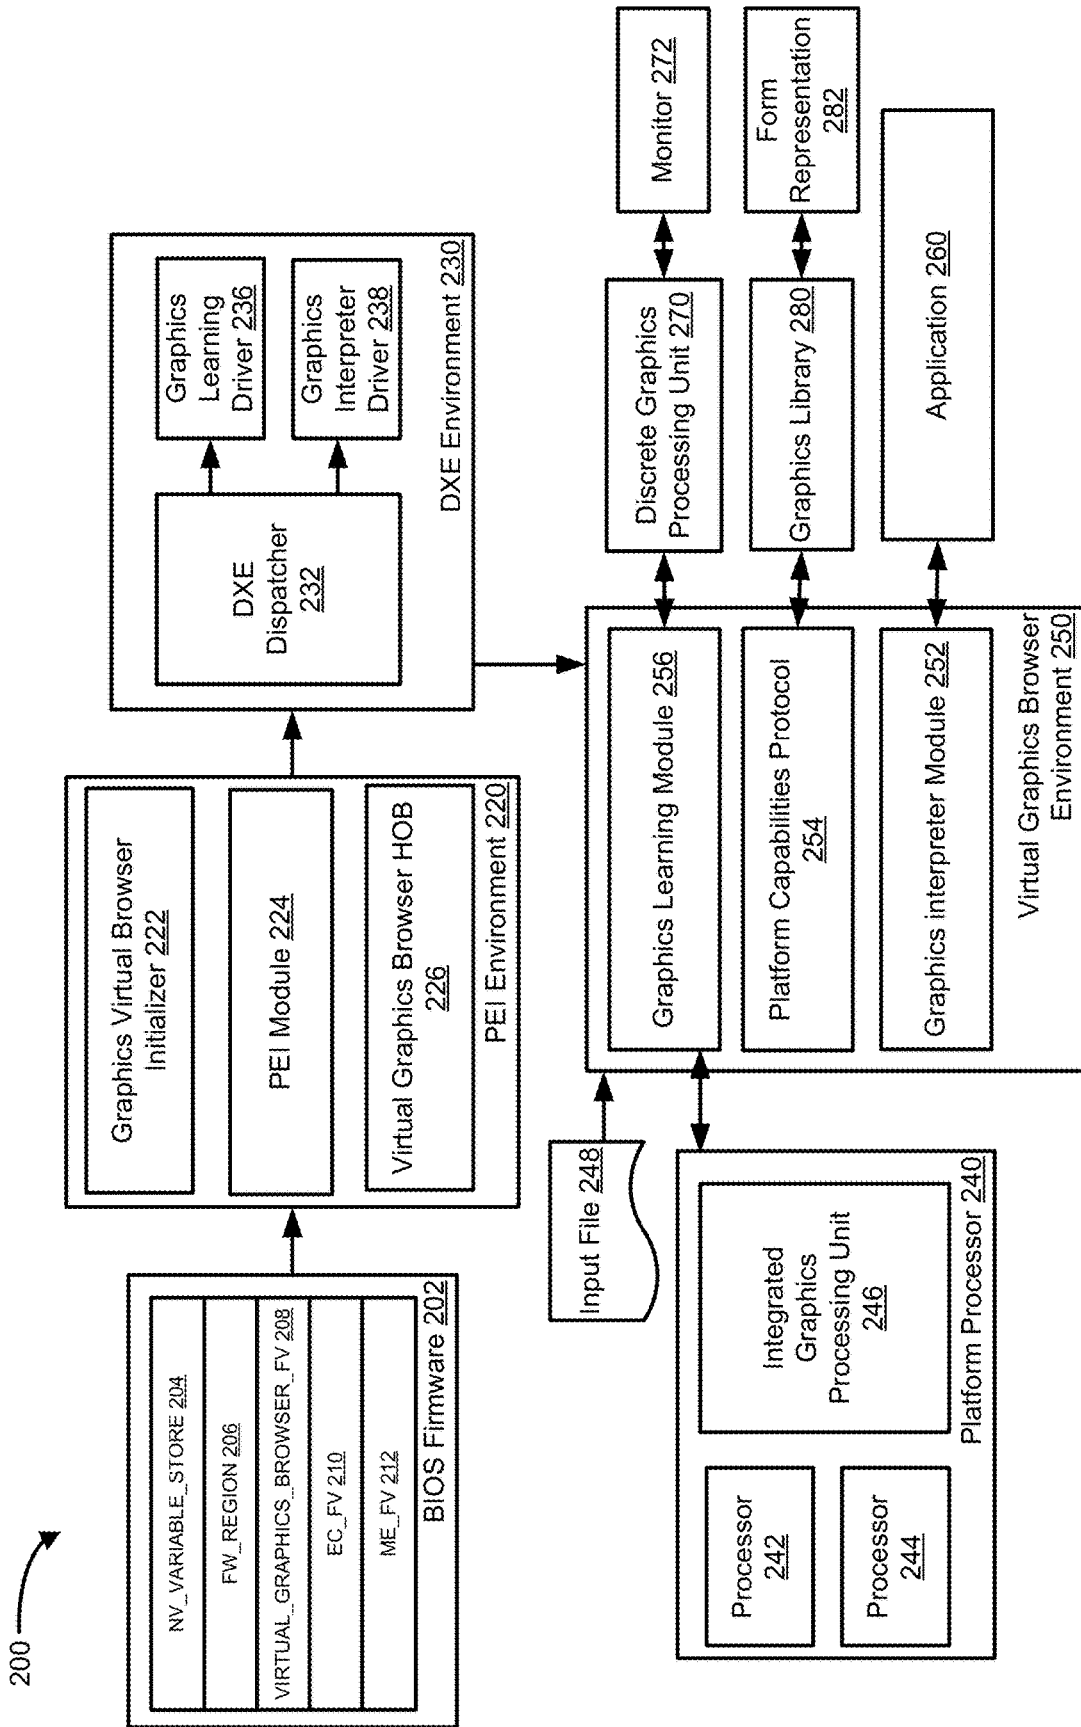 200
NV_VARIABLE_STORE 204
FW_REGION 206
VIRTUAL_GRAPHICS_BROWSER_FV 208
EC_FV 210
ME_FV 212
BIOS Firmware 202
Graphics Virtual Browser
Initializer 222
PEI Module 224
Virtual Graphics Browser HOB
226
PEI Environment 220
DXE
Dispatcher
232
Graphics
Learning
Driver 236
Graphics
Interpreter
Driver 238
DXE Environment 230
Processor
242
Processor
244
Integrated
Graphics
Processing Unit
246
Platform Processor 240
Input File 248
Graphics Learning Module 256
Platform Capabilities Protocol
254
Graphics interpreter Module 252
Virtual Graphics Browser
Environment 250
Discrete Graphics
Processing Unit 270
Monitor 272
Graphics Library 280
Form
Representation
282
Application 260